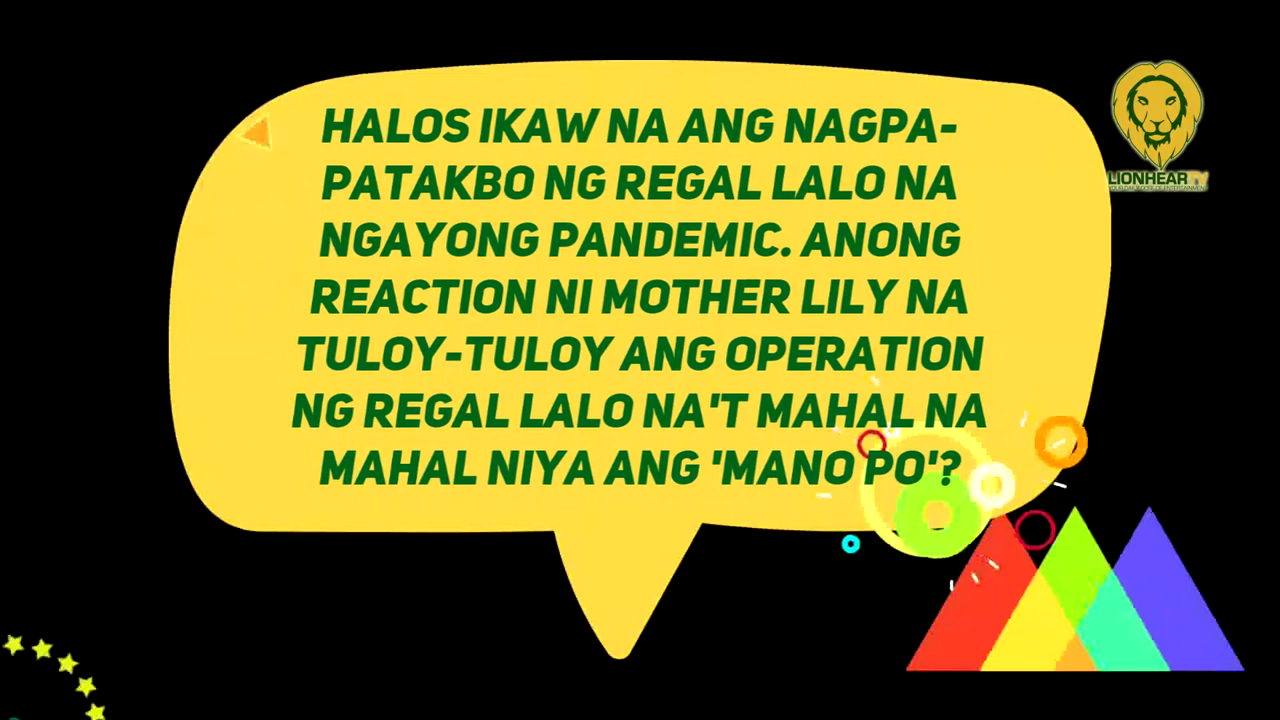 HALOS IKAW NA ANG NAGPA-
PATAKBO NG REGAL LALO NA
NGAYONG PANDEMIC. ANONG
REACTION NI MOTHER LILY NA
TULOY-TULOY ANG OPERATION
NG REGAL LALO NA'T MAHAL NA
MAHAL NIYA ANG 'MANO PO'?
LIONHEARTV